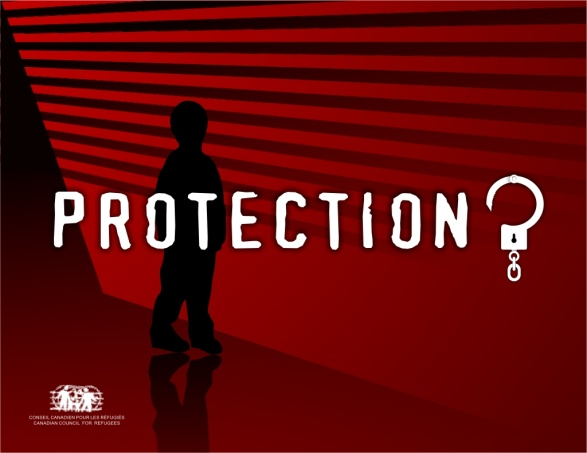 PROTECTION?
CONSEIL CANADIEN POUR LES RÉFUGIÉS
CANADIAN COUNCIL FOR REFUGEES